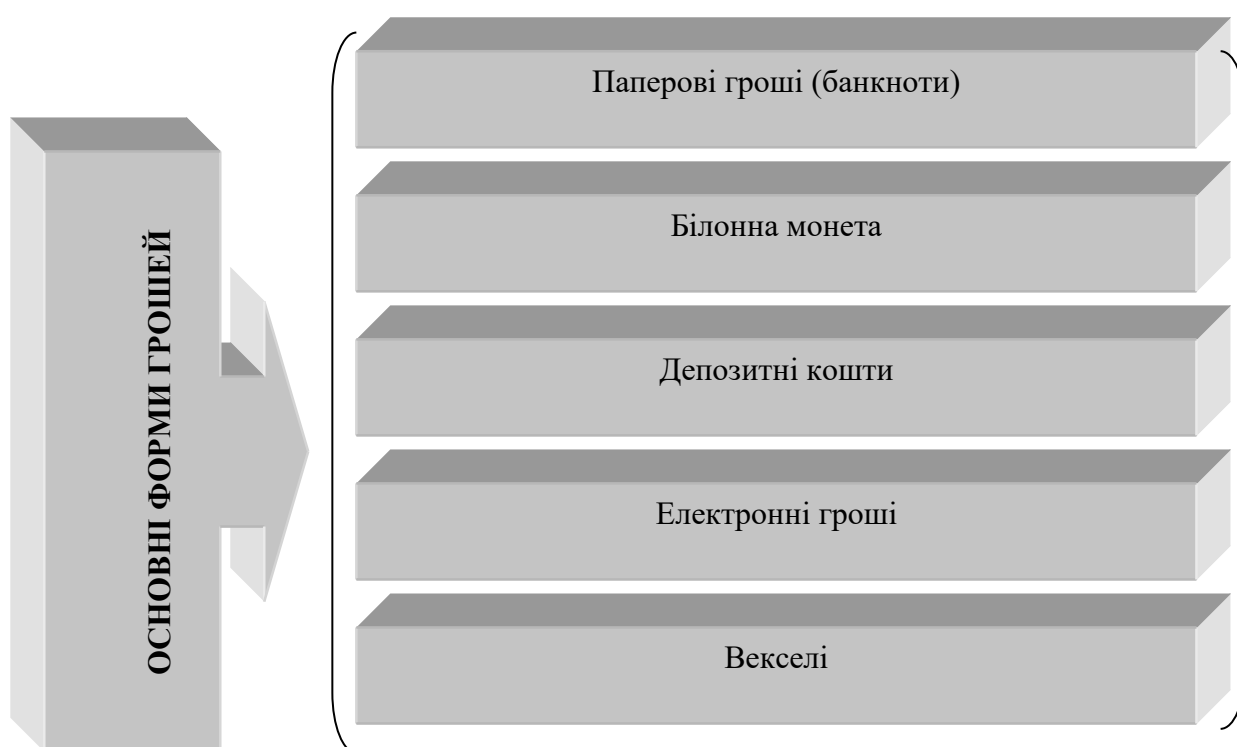 ОСНОВНІ ФОРМИ ГРОШЕЙ
Паперові гроші (банкноти)
Білонна монета
Депозитні кошти
Електронні гроші
Векселі